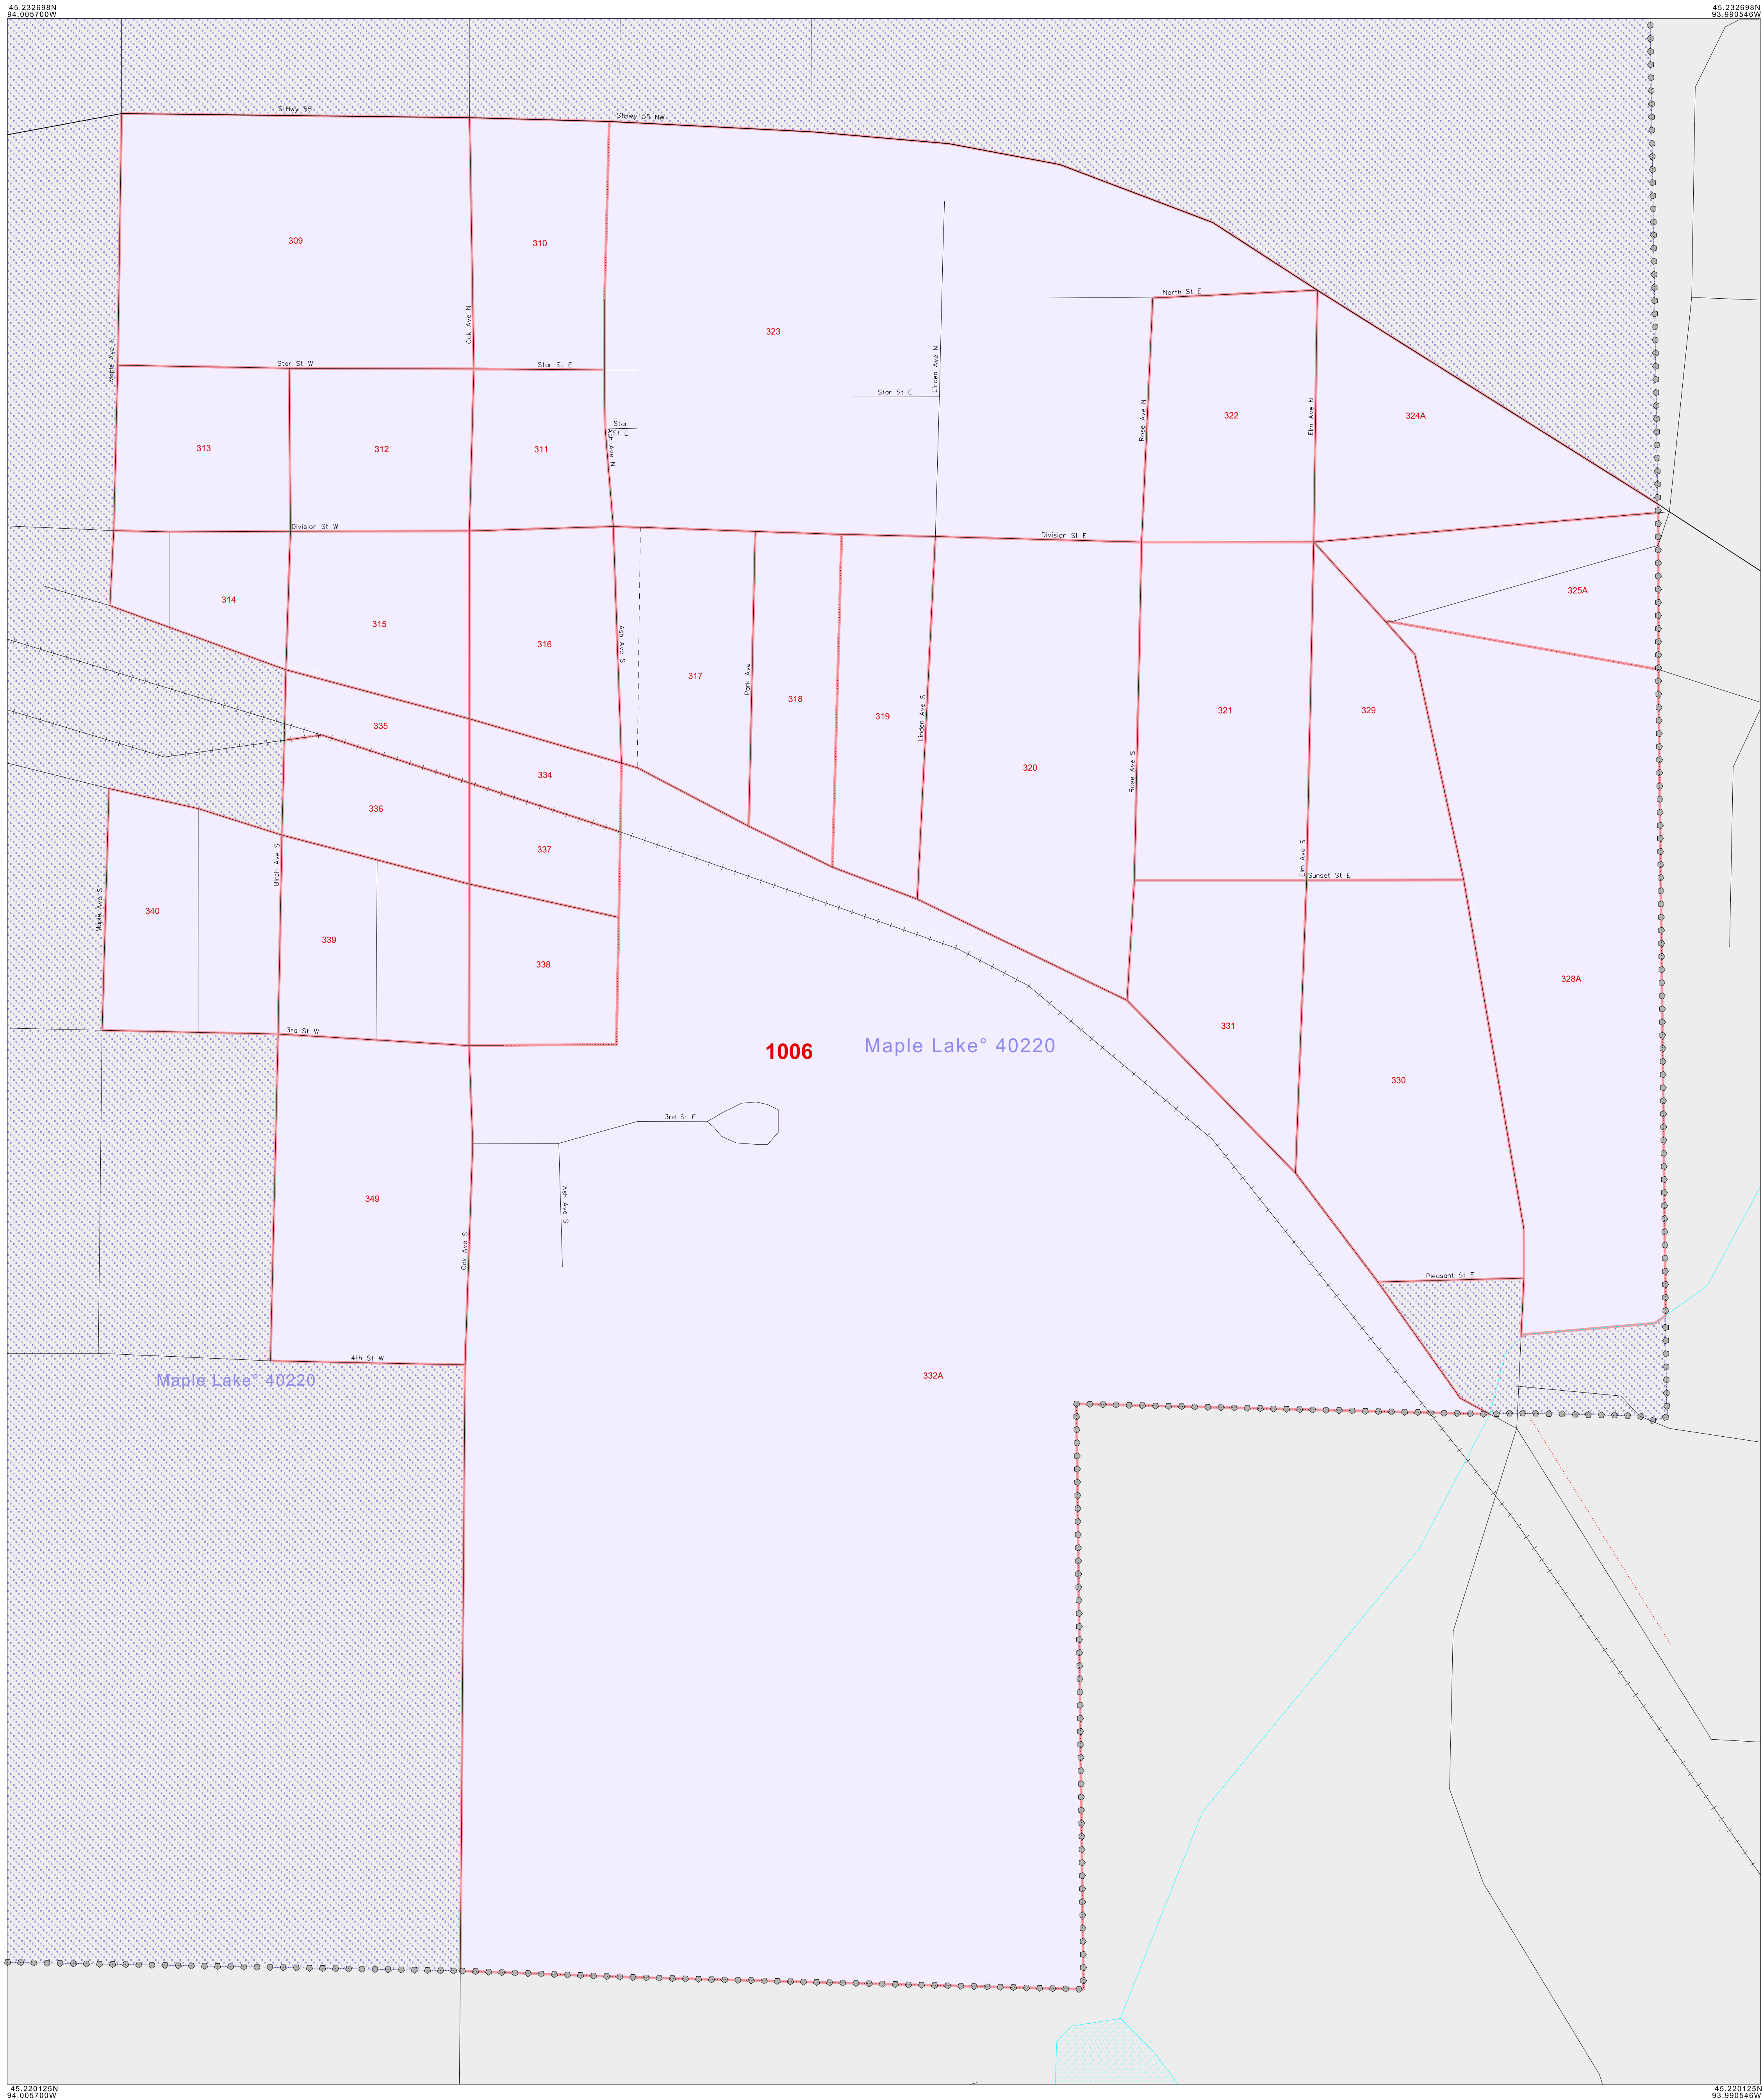 45.232698N
94.005700W
45.232698N
93.990546W
StHwy 55
StHwy 55 NW
309
310
323
North St E
Oak Ave N
Maple Ave N
Linden Ave N
Star St W
Star St E
Star St E
Rose Ave N
Elm Ave N
322
324A
Star
St E
Ash Ave N
313
312
311
Division St W
Division St E
325A
314
315
316
Ash Ave S
317
Park Ave
318
319
Linden Ave S
321
329
335
334
320
Rose Ave S
336
337
Elm Ave S
Sunset St E
Birch Ave S
Maple Ave S
340
339
338
328A
3rd St W
331
1006
Maple Lake° 40220
330
3rd St E
349
Ash Ave S
Oak Ave S
Pleasant St E
4th St W
Maple Lake° 40220
332A
45.220125N
94.005700W
45.220125N
93.990546W